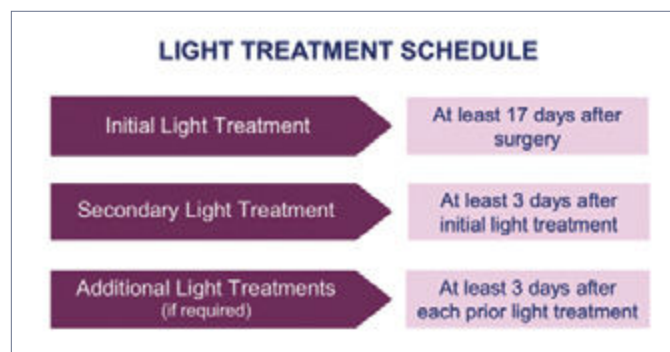 LIGHT TREATMENT SCHEDULE
Initial Light Treatment
At least 17 days after
surgery
Secondary Light Treatment
At least 3 days after
initial light treatment
Additional Light Treatments
(if required)
At least 3 days after
each prior light treatment